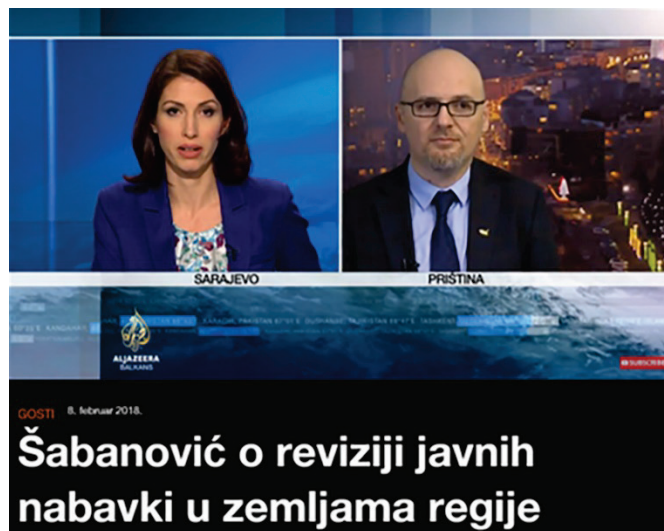 SARAJEVO
PRIŠTINA
ALJAZEERA
BALKANS
SUBSCRIBE
GOSTI 8. februar 2018.
Šabanović o reviziji javnih
nabavki u zemljama regije